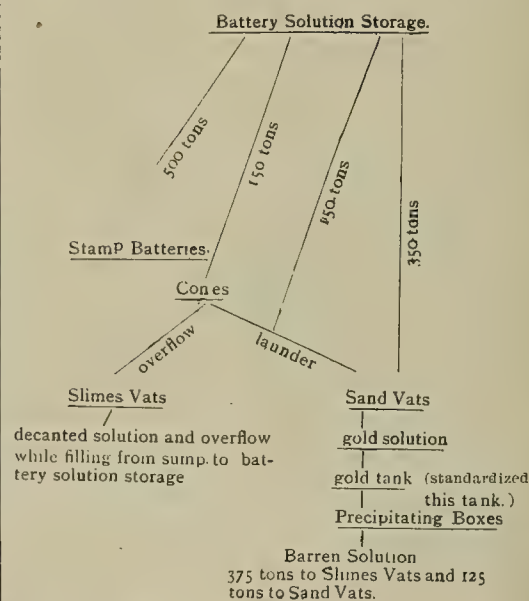 Battery Solution Storage.
500 tons
150 tons
150 tons
350 tons
Stamp Batteries.
Cones
overflow
launder
Slimes Vats
Sand Vats
decanted solution and overflow
while filling from sump. to bat-
tery solution storage
gold solution
gold tank (standardized
this tank.)
Precipitating Boxes
Barren Solution
375 tons to Slimes Vats and 125
tons to Sand Vats.